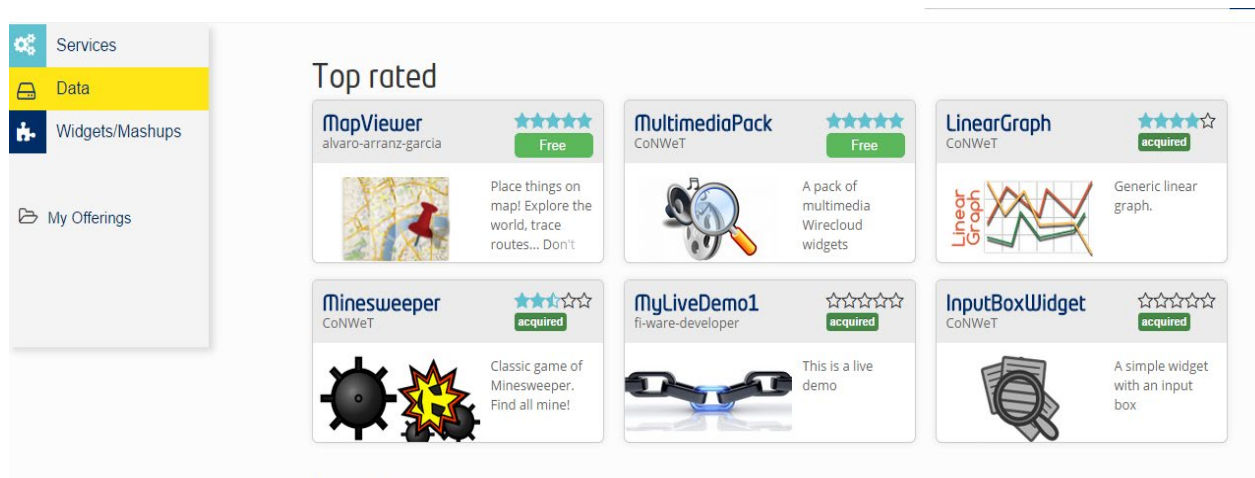 Services
Data
Widgets/Mashups
My Offerings
Top rated
MapViewer
alvaro-arranz-garcia
Free
Place things on
map! Explore the
world, trace
routes... Don't
MultimediaPack
CoNWeT
Free
A pack of
multimedia
Wirecloud
widgets
LinearGraph
CoNWeT
acquired
Linear
Graph
Generic linear
graph.
Minesweeper
CoNWeT
acquired
Classic game of
Minesweeper.
Find all mine!
MyLiveDemo1
fi-ware-developer
acquired
This is a live
demo
InputBoxWidget
CoNWeT
acquired
A simple widget
with an input
box